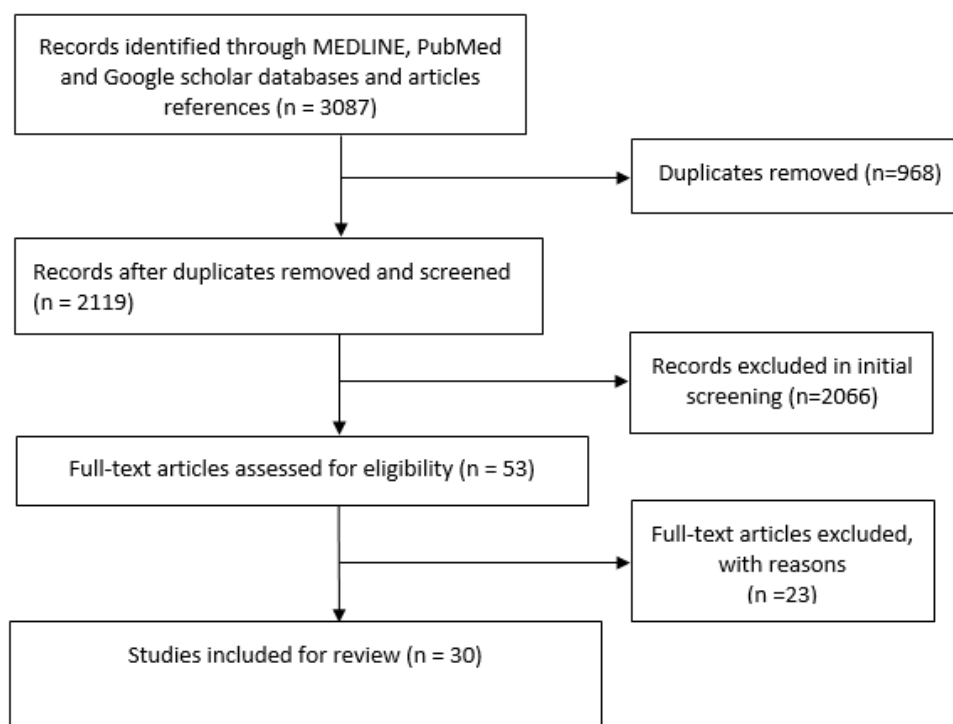 Records identified through MEDLINE, PubMed
and Google scholar databases and articles
references (n = 3087)
Duplicates removed (n=968)
Records after duplicates removed and screened
(n = 2119)
Records excluded in initial
screening (n=2066)
Full-text articles assessed for eligibility (n = 53)
Full-text articles excluded,
with reasons
(n =23)
Studies included for review (n = 30)